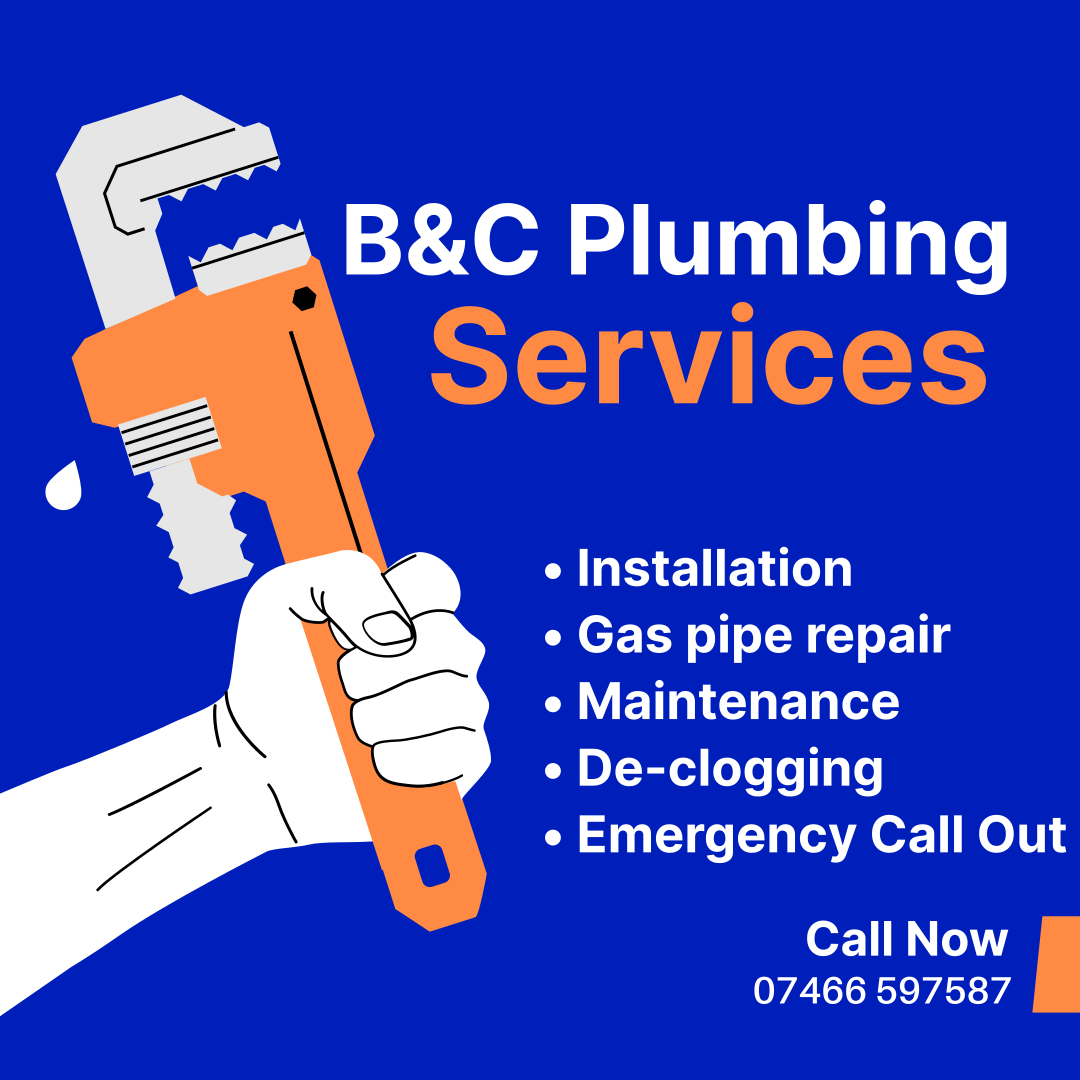 B&C Plumbing
Services
• Installation
• Gas pipe repair
• Maintenance
• De-clogging
• Emergency Call Out
Call Now
07466 597587